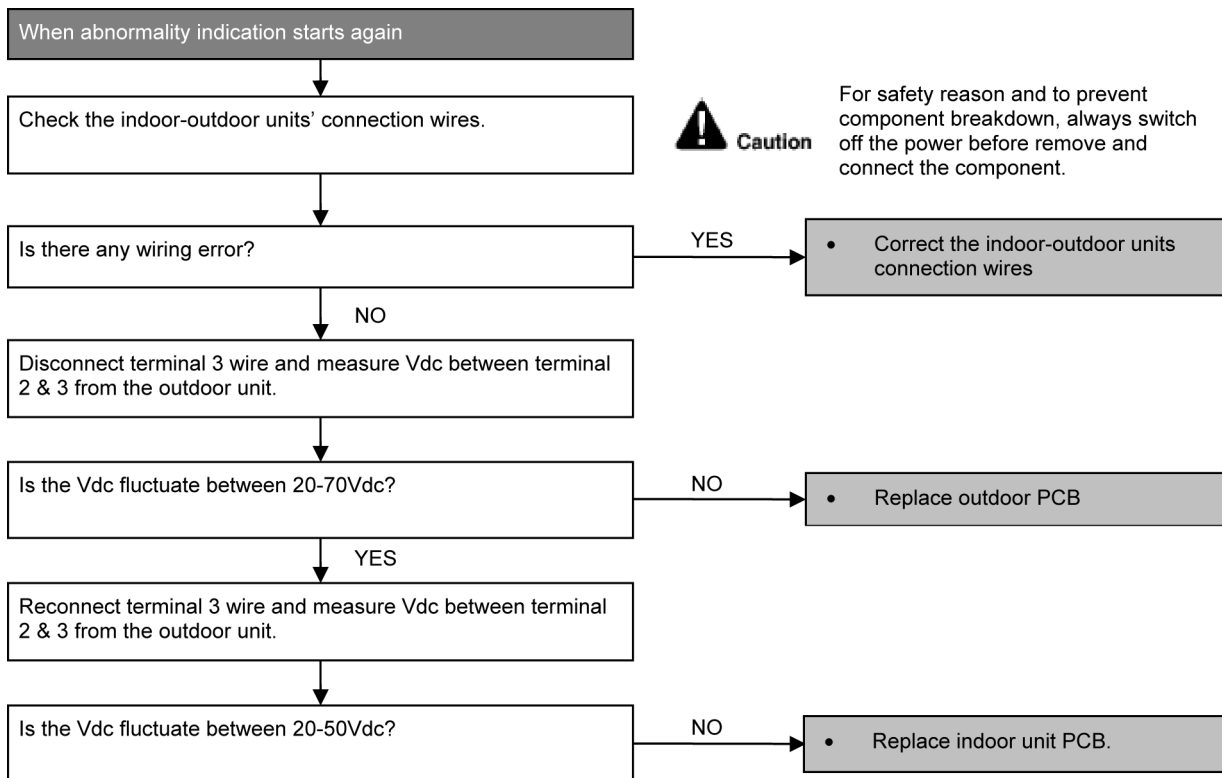 When abnormality indication starts again
Check the indoor-outdoor units' connection wires.
Caution
For safety reason and to prevent
component breakdown, always switch
off the power before remove and
connect the component.
Is there any wiring error?
YES
• Correct the indoor-outdoor units
connection wires
NO
Disconnect terminal 3 wire and measure Vdc between terminal
2 & 3 from the outdoor unit.
Is the Vdc fluctuate between 20-70Vdc?
NO
• Replace outdoor PCB
YES
Reconnect terminal 3 wire and measure Vdc between terminal
2 & 3 from the outdoor unit.
Is the Vdc fluctuate between 20-50Vdc?
NO
• Replace indoor unit PCB.